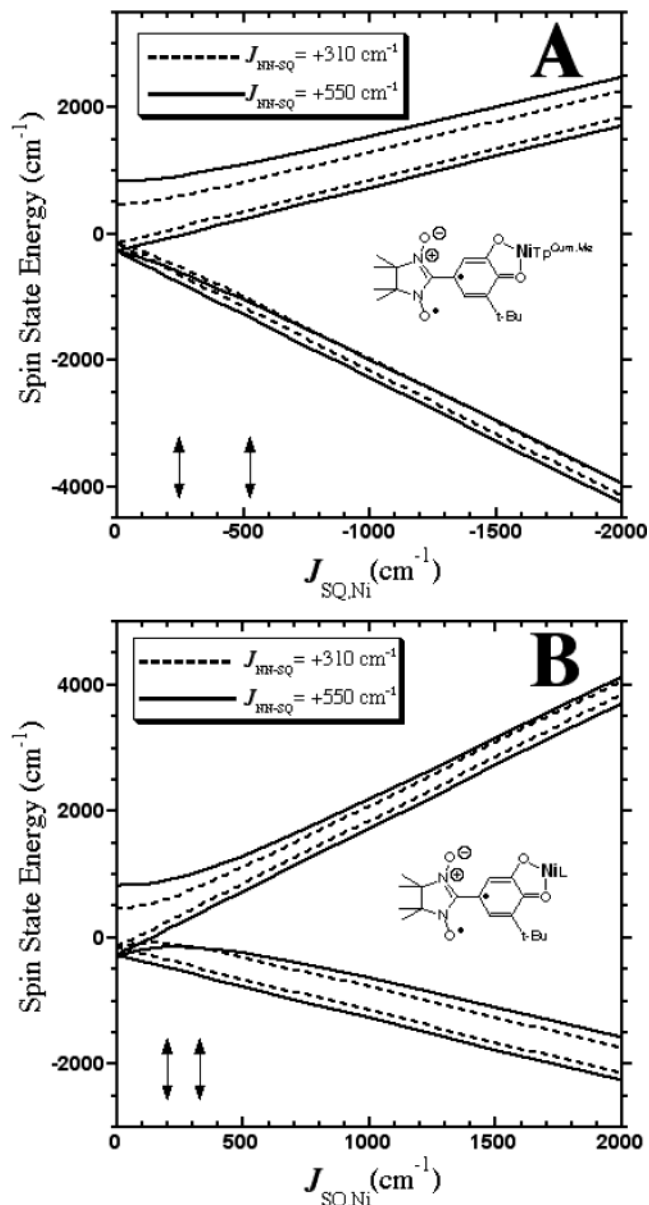 A
J_NN-SQ = +310 cm⁻¹
J_NN-SQ = +550 cm⁻¹
Spin State Energy (cm⁻¹)
2000
0
-2000
-4000
O ⊖
N ⊕
N
O •
•
O
NiTp^Cum,Me
O
t-Bu
0 -500 -1000 -1500 -2000
J_SQ,Ni (cm⁻¹)
B
J_NN-SQ = +310 cm⁻¹
J_NN-SQ = +550 cm⁻¹
Spin State Energy (cm⁻¹)
4000
2000
0
-2000
O ⊖
N ⊕
N
O •
•
O
NiL
O
t-Bu
0 500 1000 1500 2000
J_SQ,Ni (cm⁻¹)